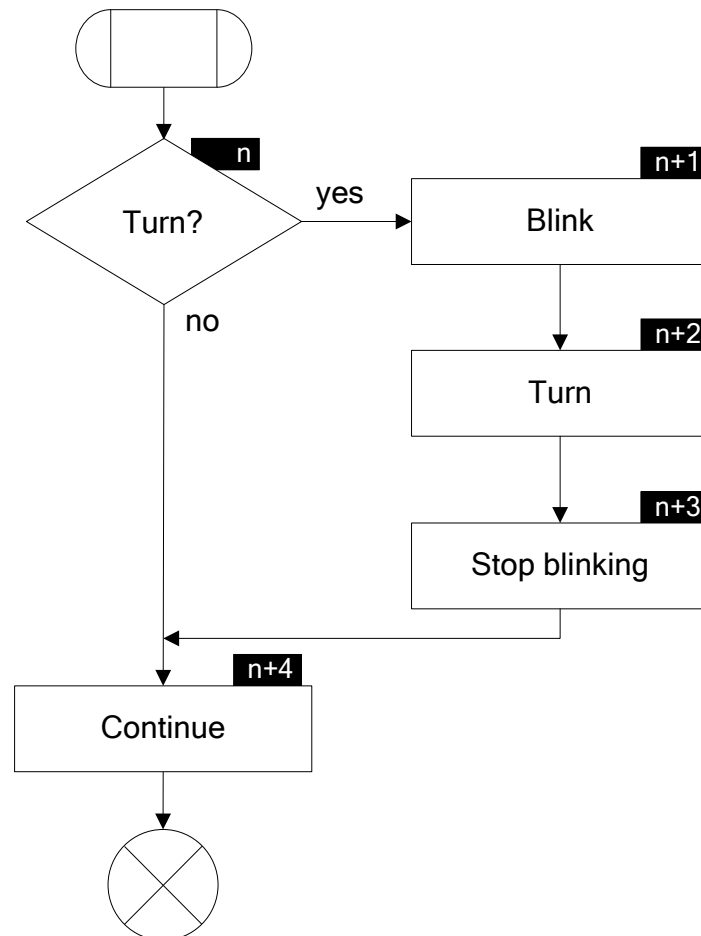 n
Turn?
yes
no
n+1
Blink
n+2
Turn
n+3
Stop blinking
n+4
Continue